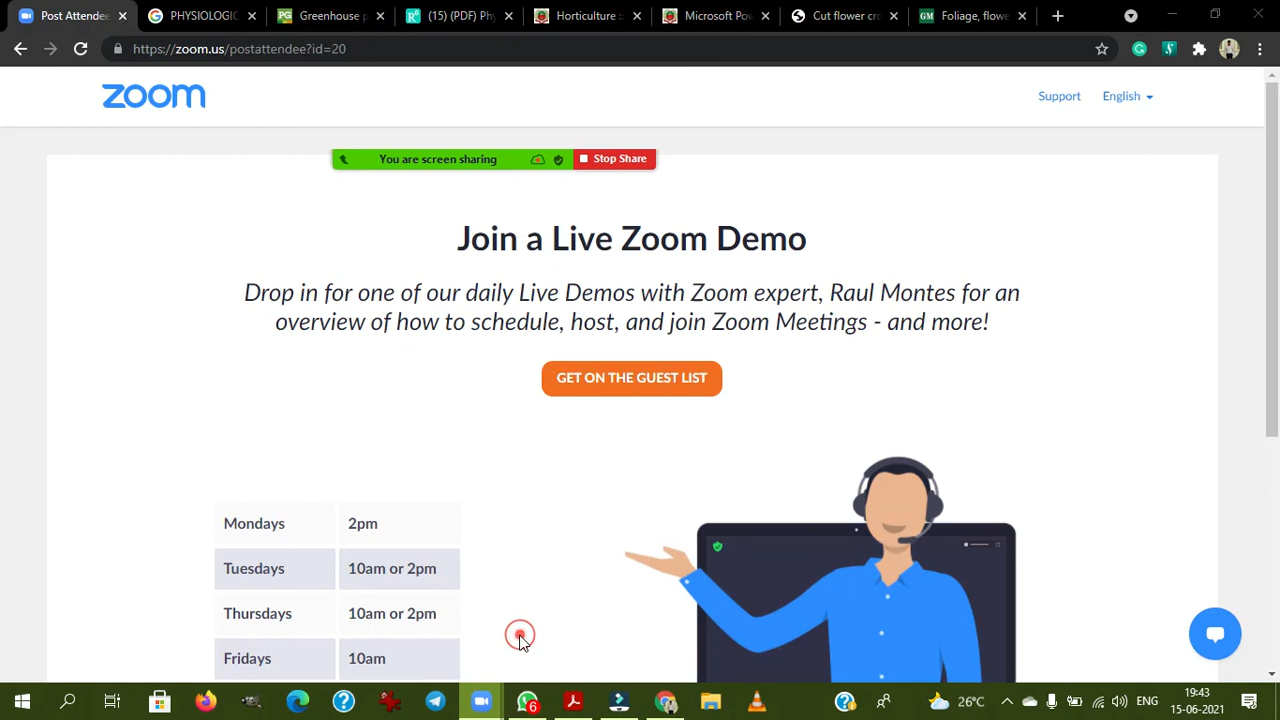 Post Attendee
PHYSIOLOGIC
Greenhouse p
(15) (PDF) Ph
Horticulture ::
Microsoft Pow
Cut flower cro
Foliage, flowe
https://zoom.us/postattendee?id=20
zoom
Support
English
You are screen sharing
Stop Share
Join a Live Zoom Demo
Drop in for one of our daily Live Demos with Zoom expert, Raul Montes for an
overview of how to schedule, host, and join Zoom Meetings - and more!
GET ON THE GUEST LIST
Mondays 2pm
Tuesdays 10am or 2pm
Thursdays 10am or 2pm
Fridays 10am
6
26°C
ENG
19:43
15-06-2021